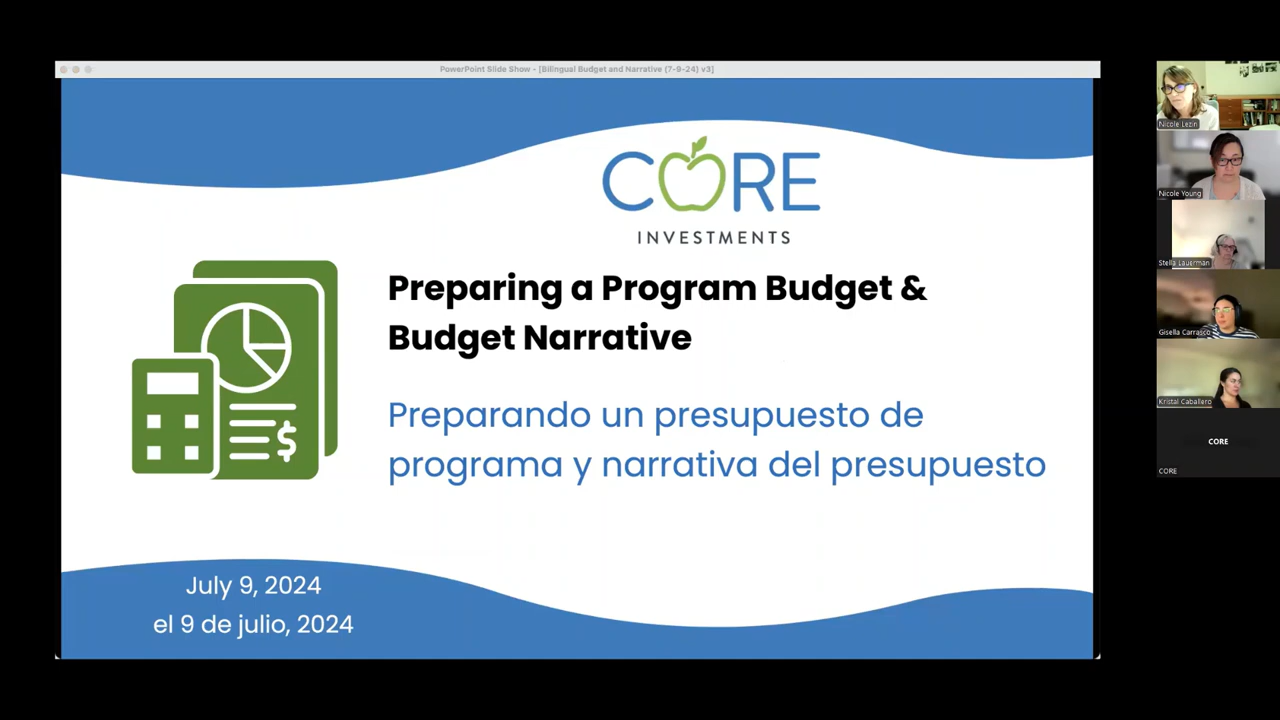 PowerPoint Slide Show - [Bilingual Budget and Narrative (7-9-24) v3]
CORE
INVESTMENTS
Preparing a Program Budget &
Budget Narrative
Preparando un presupuesto de
programa y narrativa del presupuesto
$
July 9, 2024
el 9 de julio, 2024
Nicole Lezin
Nicole Young
Stella Lauerman
Gisella Carrasco
Kristal Caballero
CORE
CORE